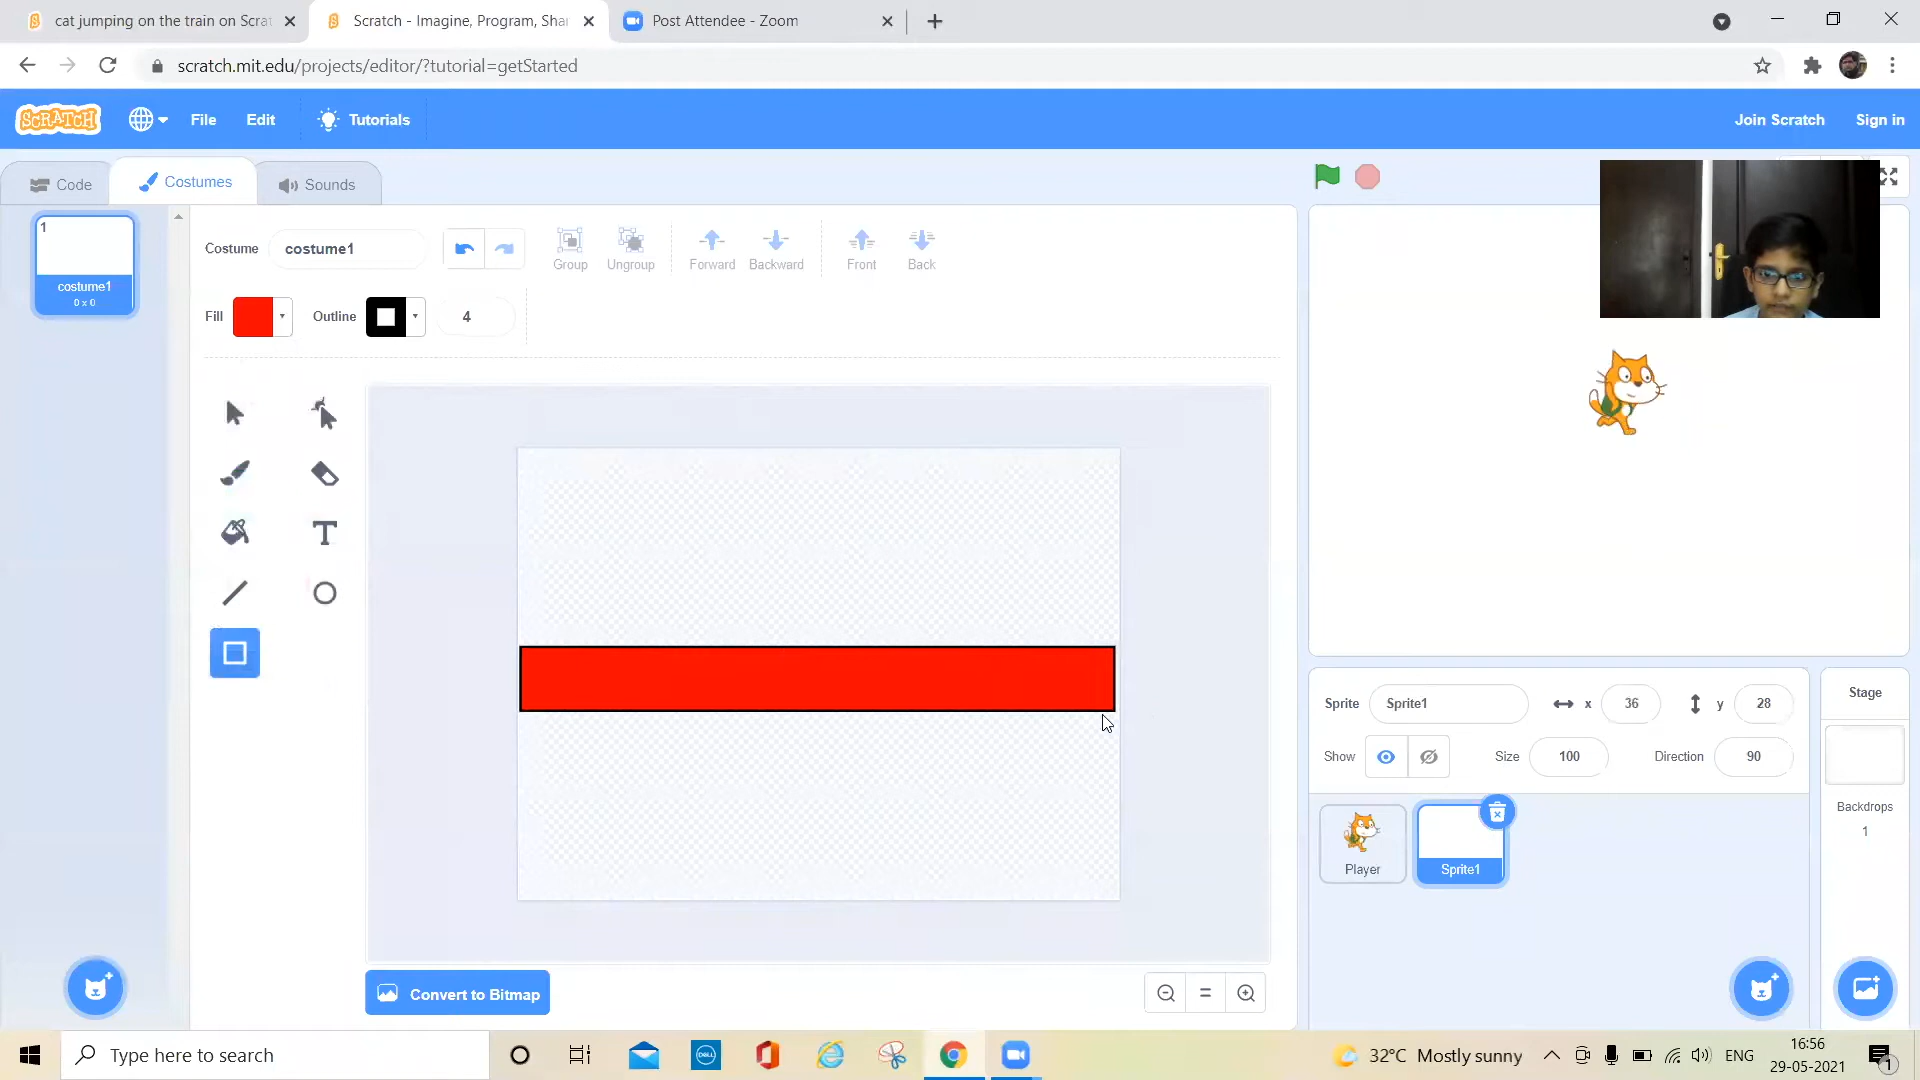 cat jumping on the train on Scrat
Scratch - Imagine, Program, Shar
Post Attendee - Zoom
scratch.mit.edu/projects/editor/?tutorial=getStarted
SCRATCH
File
Edit
Tutorials
Join Scratch
Sign in
Code
Costumes
Sounds
1
costume1
0 x 0
Costume
costume1
Group
Ungroup
Forward
Backward
Front
Back
Fill
Outline
4
T
Convert to Bitmap
Sprite
Sprite1
x
36
y
28
Show
Size
100
Direction
90
Player
Sprite1
Stage
Backdrops
1
Type here to search
DELL
32°C Mostly sunny
ENG
16:56
29-05-2021
1